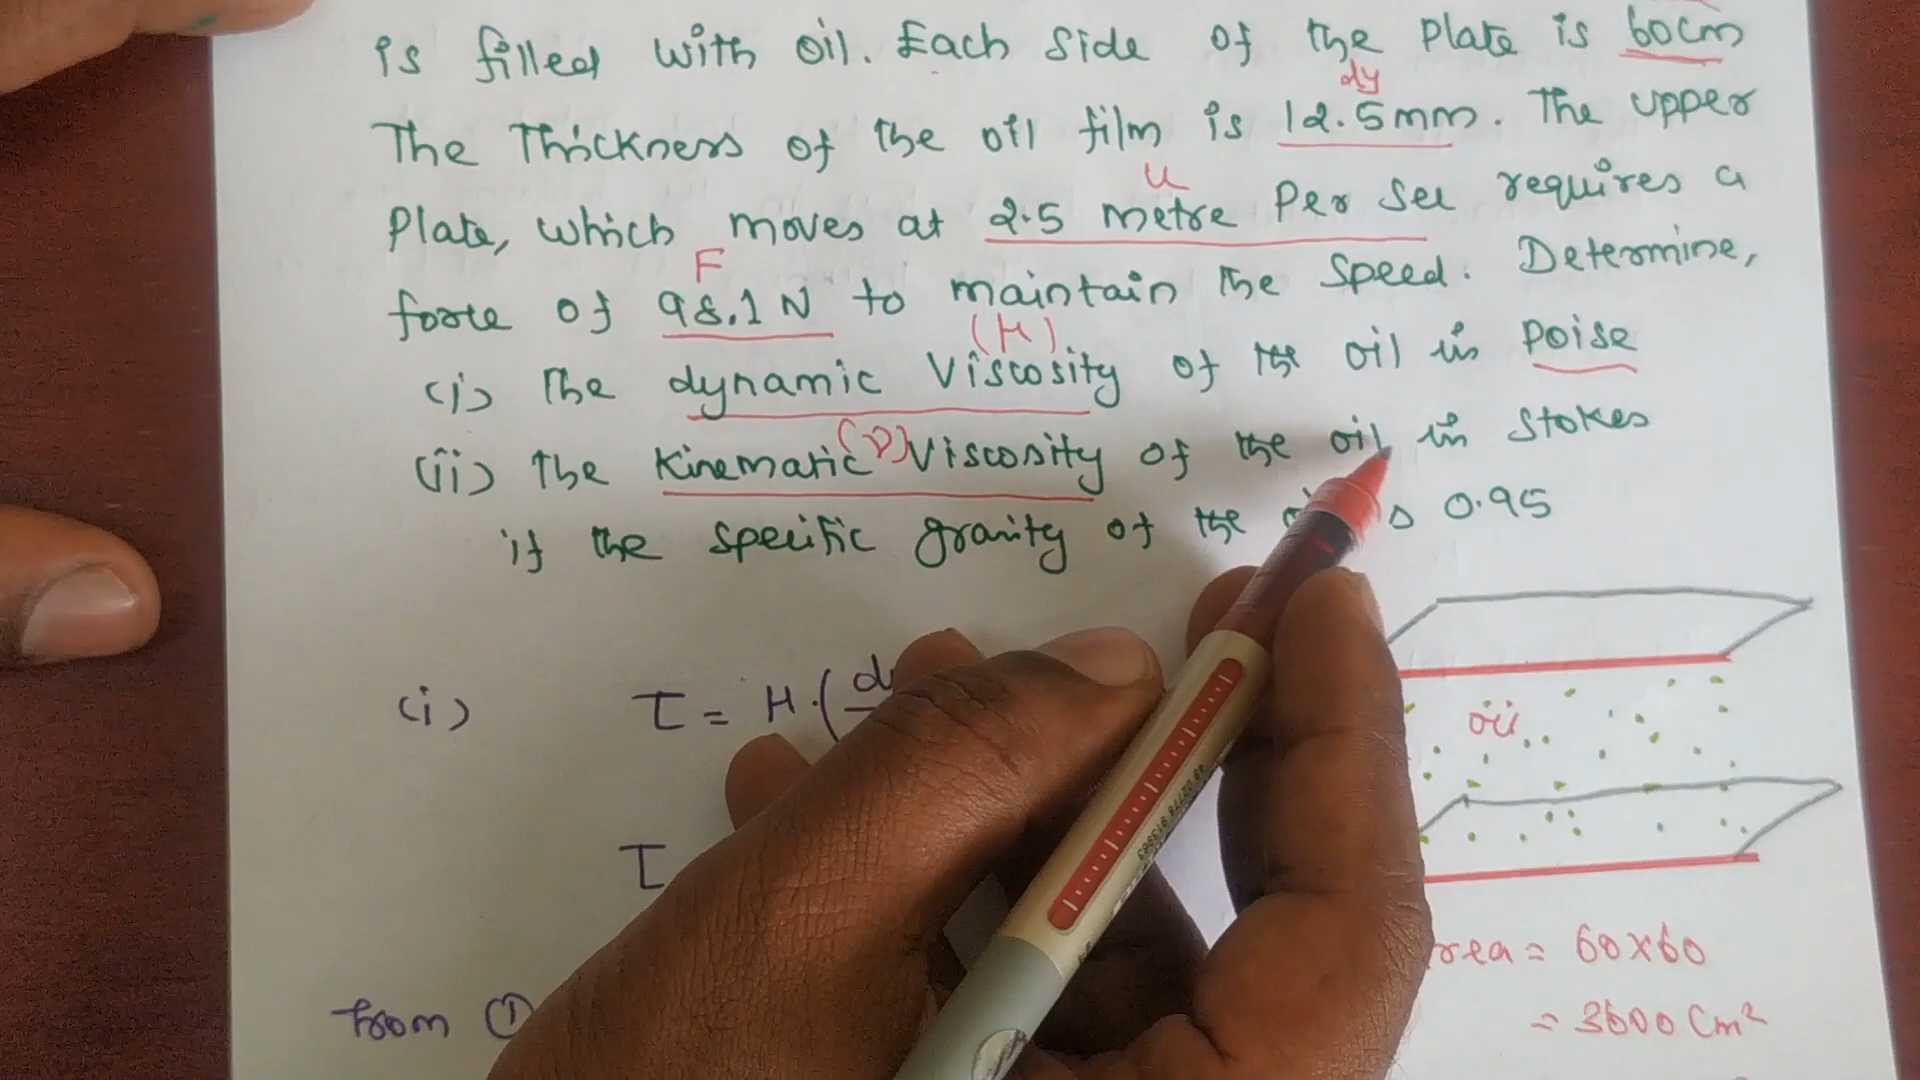 is filled with oil. Each side of the plate is 60cm
dy
The Thickness of the oil film is 12.5mm. The upper
u
Plate, which moves at 2.5 metre Per Sec requires a
F
force of 98.1 N to maintain the speed. Determine,
(μ)
(i) The dynamic Viscosity of the oil in Poise
(ν)
(ii) The Kinematic Viscosity of the oil in Stokes
if the specific gravity of the 0.95
(i) τ = μ.(
oil
τ
rea = 60x60
from ①
= 3600 cm²